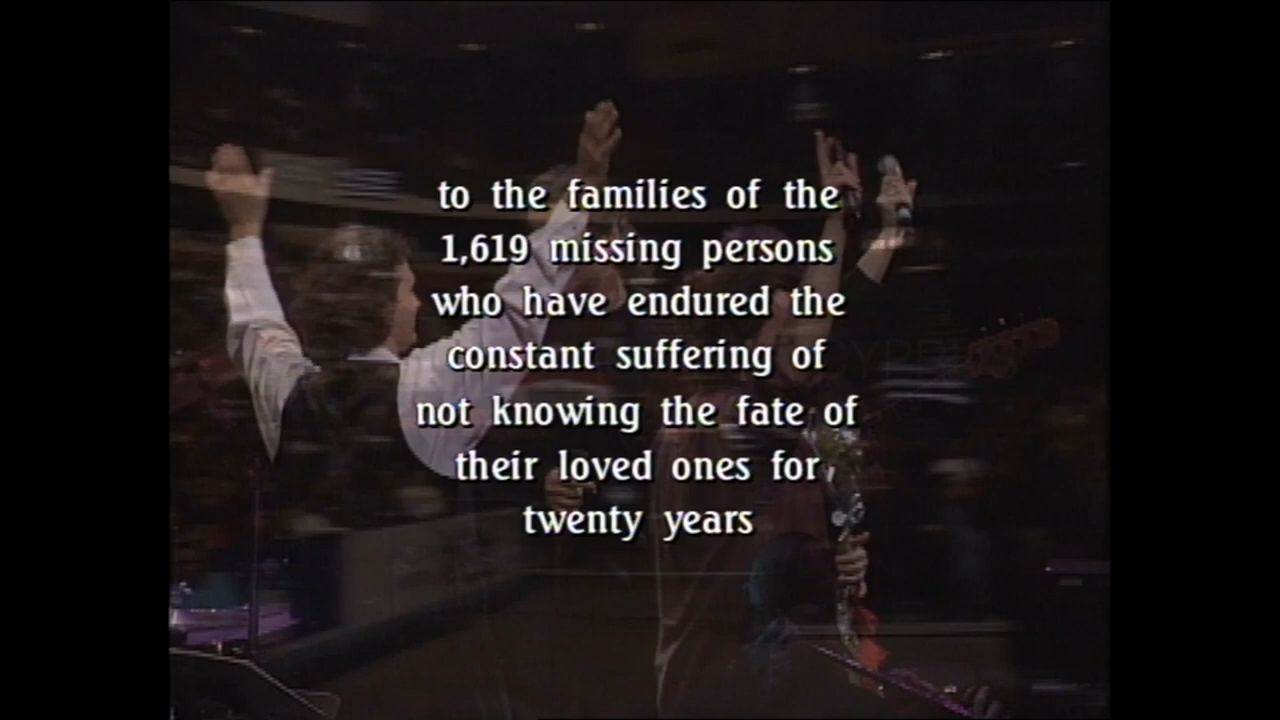 to the families of the
1,619 missing persons
who have endured the
constant suffering of
not knowing the fate of
their loved ones for
twenty years